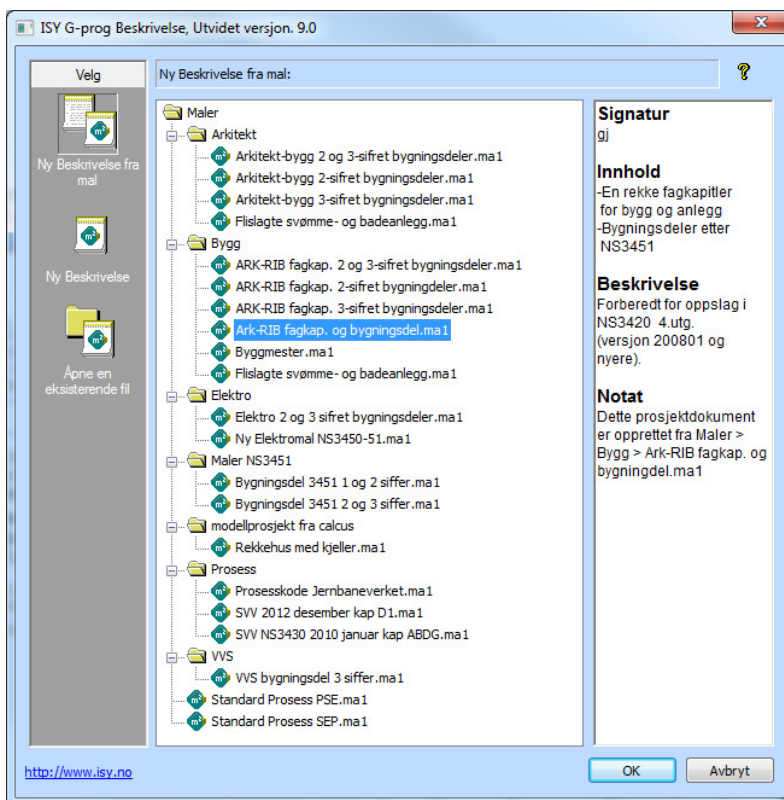 ISY G-prog Beskrivelse, Utvidet versjon. 9.0
Velg
Ny Beskrivelse fra
mal
Ny Beskrivelse
Åpne en
eksisterende fil
Ny Beskrivelse fra mal:
Maler
Arkitekt
Arkitekt-bygg 2 og 3-sifret bygningsdeler.ma1
Arkitekt-bygg 2-sifret bygningsdeler.ma1
Arkitekt-bygg 3-sifret bygningsdeler.ma1
Flislagte svømme- og badeanlegg.ma1
Bygg
ARK-RIB fagkap. 2 og 3-sifret bygningsdeler.ma1
ARK-RIB fagkap. 2-sifret bygningdeler.ma1
ARK-RIB fagkap. 3-sifret bygningsdeler.ma1
Ark-RIB fagkap. og bygningsdel.ma1
Byggmester.ma1
Flislagte svømme- og badeanlegg.ma1
Elektro
Elektro 2 og 3 sifret bygningsdeler.ma1
Ny Elektromal NS3450-51.ma1
Maler NS3451
Bygningsdel 3451 1 og 2 siffer.ma1
Bygningsdel 3451 2 og 3 siffer.ma1
modellprosjekt fra calcus
Rekkehus med kjeller.ma1
Prosess
Prosesskode Jernbaneverket.ma1
SVV 2012 desember kap D1.ma1
SVV NS3430 2010 januar kap ABDG.ma1
VVS
VVS bygningsdel 3 siffer.ma1
Standard Prosess PSE.ma1
Standard Prosess SEP.ma1
Signatur
gj
Innhold
-En rekke fagkapitler
for bygg og anlegg
-Bygningsdeler etter
NS3451
Beskrivelse
Forberedt for oppslag i
NS3420 4.utg.
(versjon 200801 og
nyere).
Notat
Dette prosjektdokument
er opprettet fra Maler >
Bygg > Ark-RIB fagkap. og
bygningdel.ma1
http://www.isy.no
OK
Avbryt